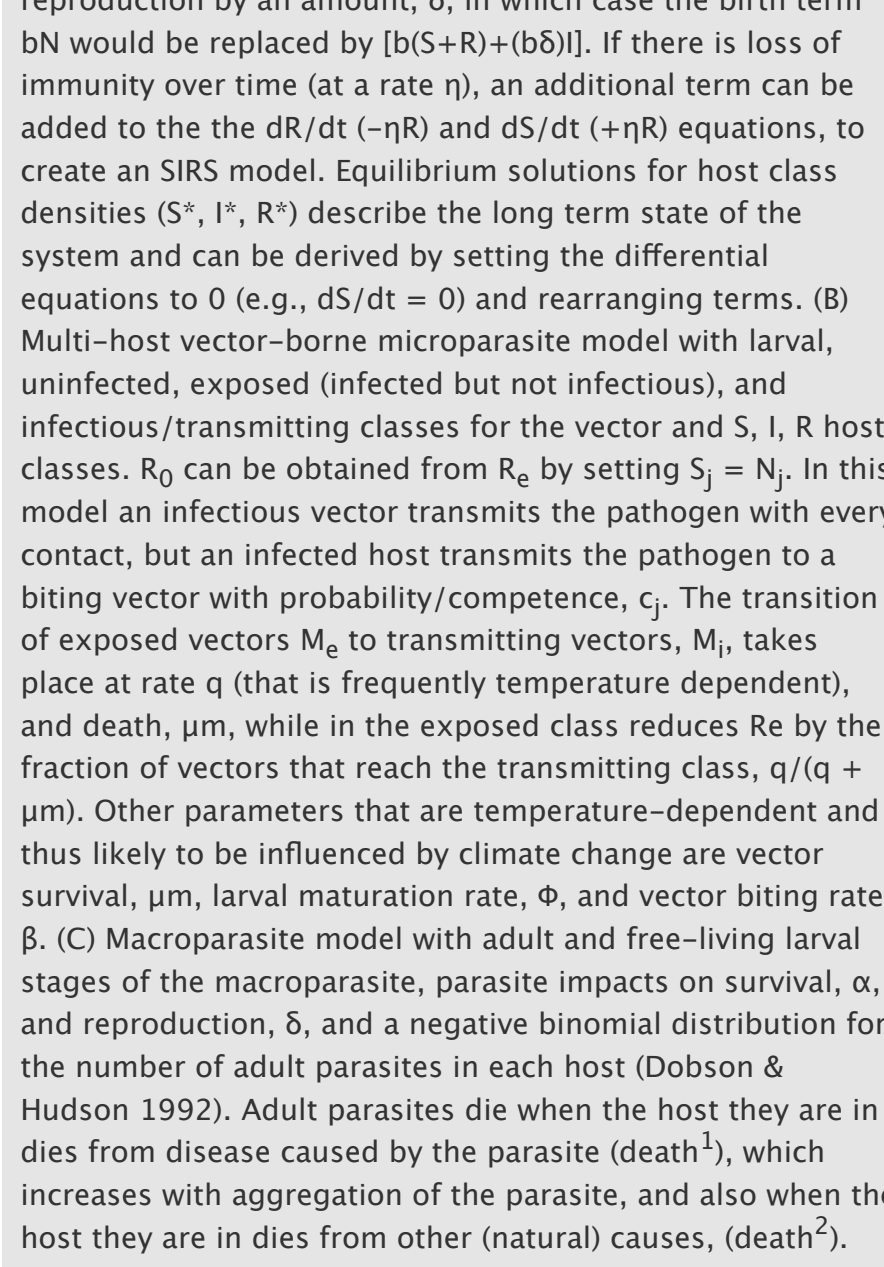 reproduction by an amount, δ, in which case the birth term
bN would be replaced by [b(S+R)+(bδ)I]. If there is loss of
immunity over time (at a rate η), an additional term can be
added to the the dR/dt (−ηR) and dS/dt (+ηR) equations, to
create an SIRS model. Equilibrium solutions for host class
densities (S*, I*, R*) describe the long term state of the
system and can be derived by setting the differential
equations to 0 (e.g., dS/dt = 0) and rearranging terms. (B)
Multi−host vector−borne microparasite model with larval,
uninfected, exposed (infected but not infectious), and
infectious/transmitting classes for the vector and S, I, R host
classes. R₀ can be obtained from Rₑ by setting Sⱼ = Nⱼ. In this
model an infectious vector transmits the pathogen with every
contact, but an infected host transmits the pathogen to a
biting vector with probability/competence, cⱼ. The transition
of exposed vectors Mₑ to transmitting vectors, Mᵢ, takes
place at rate q (that is frequently temperature dependent),
and death, μm, while in the exposed class reduces Re by the
fraction of vectors that reach the transmitting class, q/(q +
μm). Other parameters that are temperature−dependent and
thus likely to be influenced by climate change are vector
survival, μm, larval maturation rate, Φ, and vector biting rate
β. (C) Macroparasite model with adult and free−living larval
stages of the macroparasite, parasite impacts on survival, α,
and reproduction, δ, and a negative binomial distribution for
the number of adult parasites in each host (Dobson &
Hudson 1992). Adult parasites die when the host they are in
dies from disease caused by the parasite (death¹), which
increases with aggregation of the parasite, and also when the
host they are in dies from other (natural) causes, (death²).